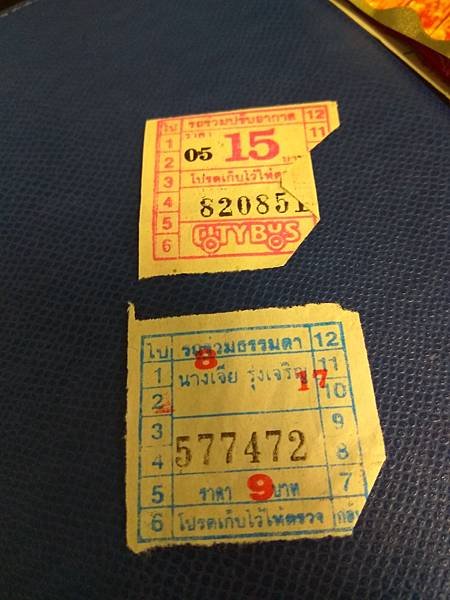 ใบ รถร่วมปรับอากาศ 12
1 ราคา 11
2 05 15 บาท
3 โปรดเก็บไว้ให้
4 820851
5
6 CITYBUS
ใบ รถร่วมธรรมดา 12
8
1 นางเจีย รุ่งเจริญ 11
17
2 10
3 9
4 577472 8
5 ราคา 9 บาท 7
6 โปรดเก็บไว้ให้ตรวจ